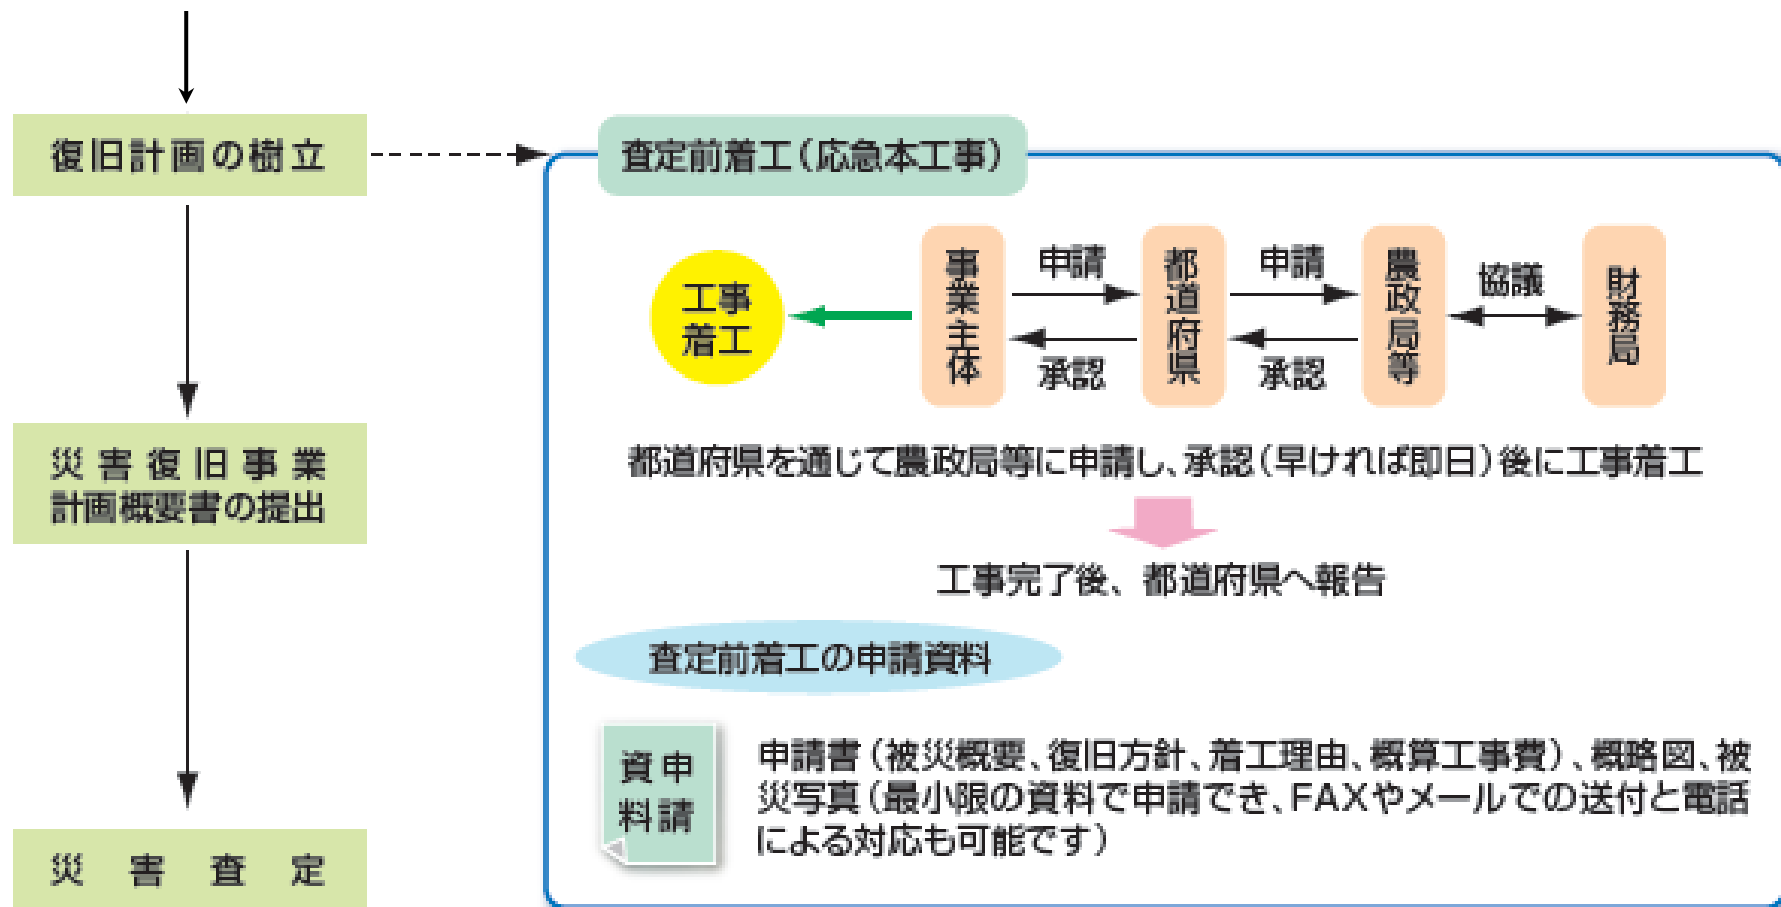 復旧計画の樹立
災害復旧事業
計画概要書の提出
災害査定
査定前着工(応急本工事)
工事
着工
事業主体
申請
承認
都道府県
申請
承認
農政局等
協議
財務局
都道府県を通じて農政局等に申請し、承認(早ければ即日)後に工事着工
工事完了後、都道府県へ報告
査定前着工の申請資料
申請
資料
申請書(被災概要、復旧方針、着工理由、概算工事費)、概略図、被
災写真(最小限の資料で申請でき、FAXやメールでの送付と電話
による対応も可能です)